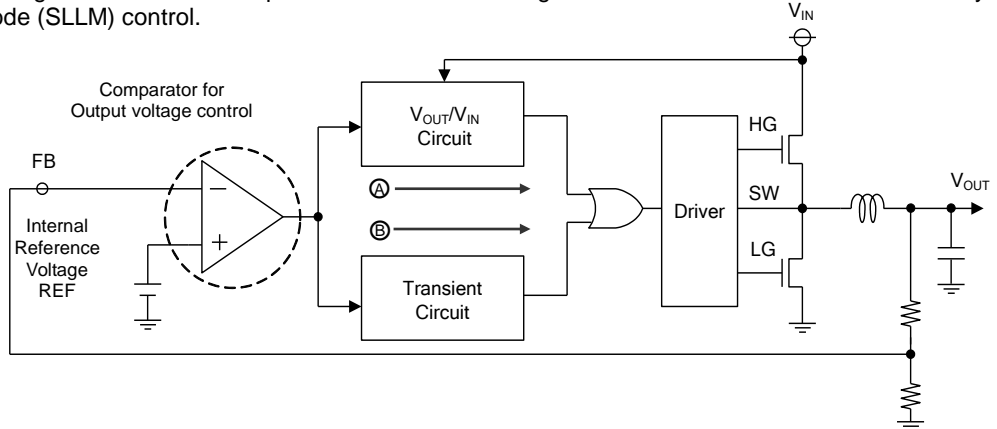 ode (SLLM) control.
VIN
Comparator for
Output voltage control
VOUT/VIN
Circuit
HG
FB
A
Driver
SW
VOUT
B
Internal
Reference
Voltage
REF
LG
Transient
Circuit
−
+